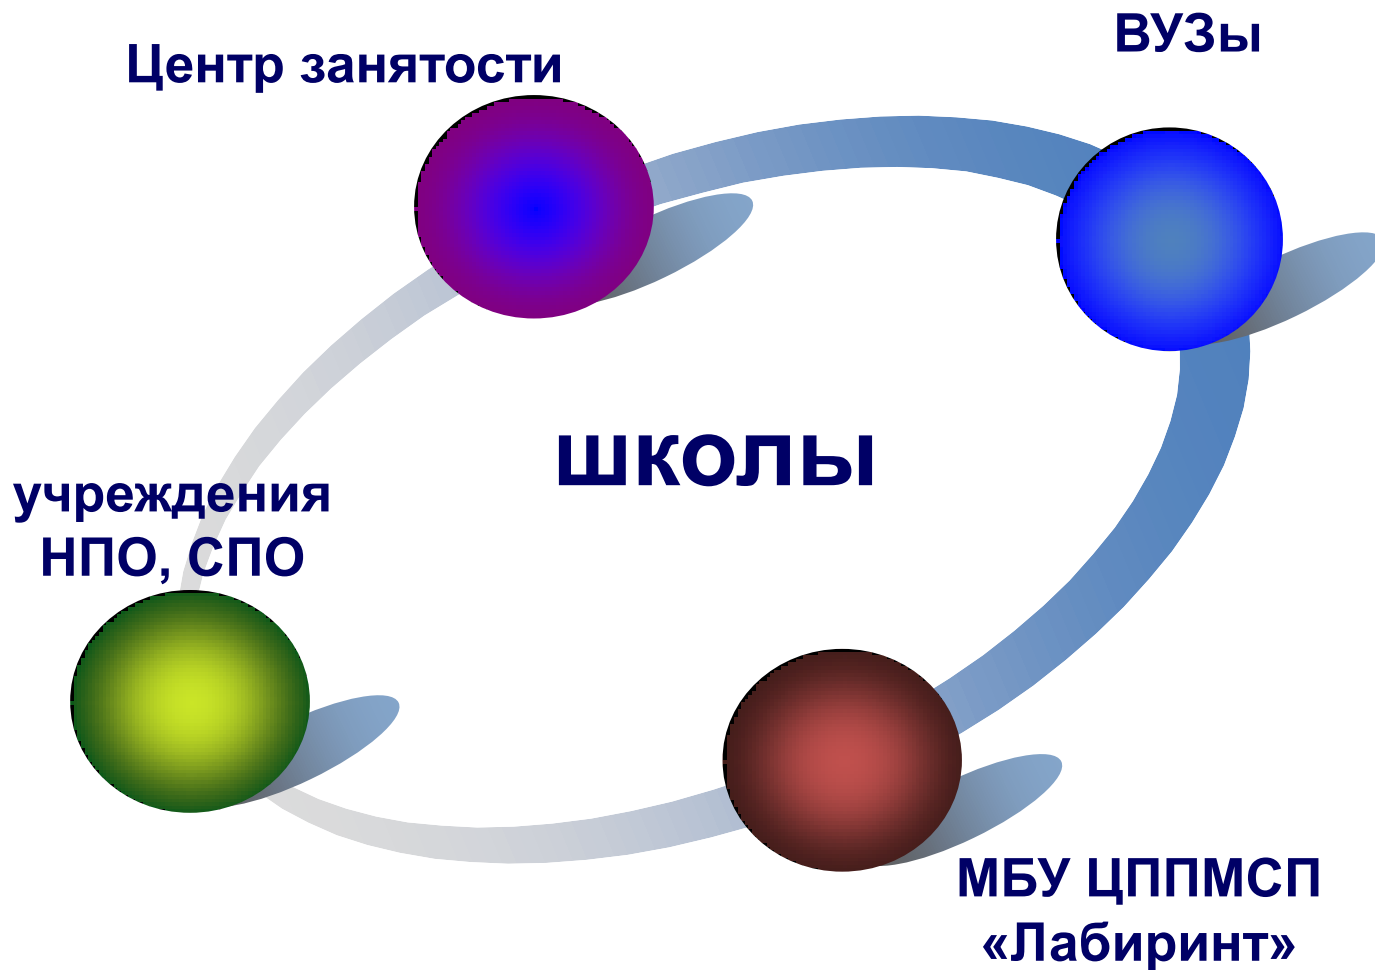 ВУЗы
Центр занятости
школы
учреждения
НПО, СПО
МБУ ЦППМСП
«Лабиринт»